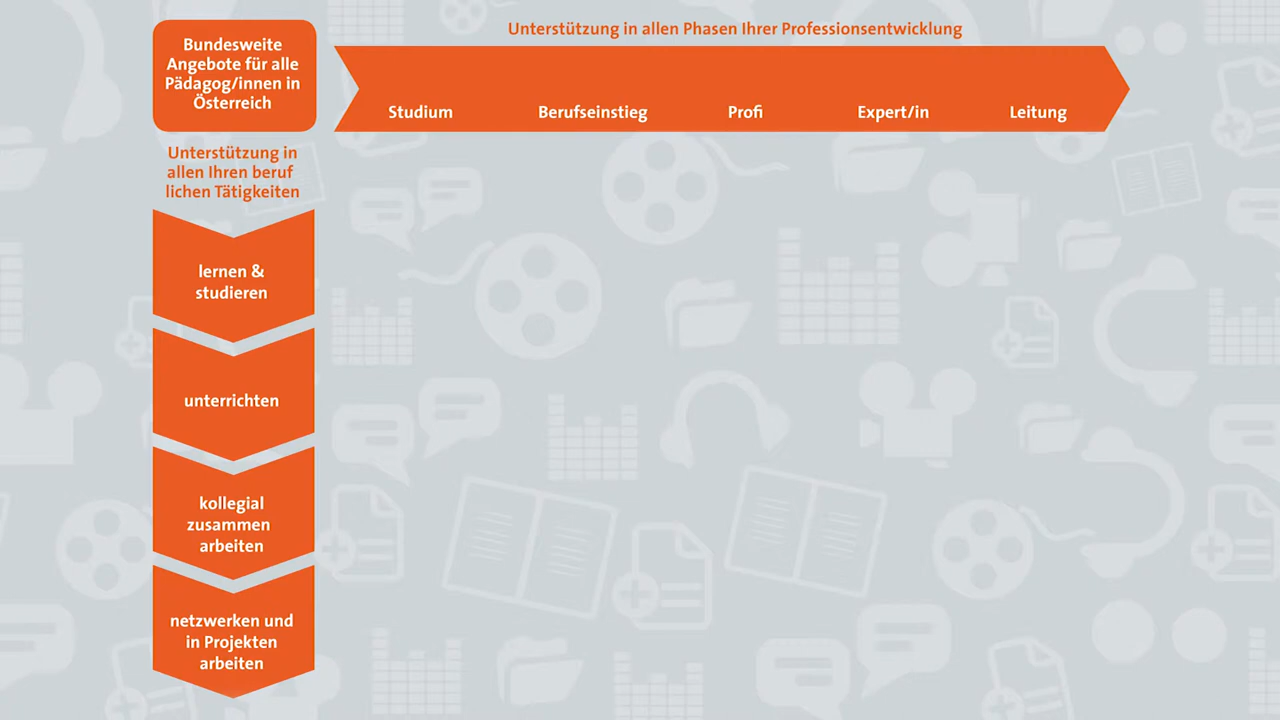 Bundesweite
Angebote für alle
Pädagog/innen in
Österreich
Unterstützung in allen Phasen Ihrer Professionsentwicklung
Studium Berufseinstieg Profi Expert/in Leitung
Unterstützung in
allen Ihren beruf
lichen Tätigkeiten
lernen &
studieren
unterrichten
kollegial
zusammen
arbeiten
netzwerken und
in Projekten
arbeiten